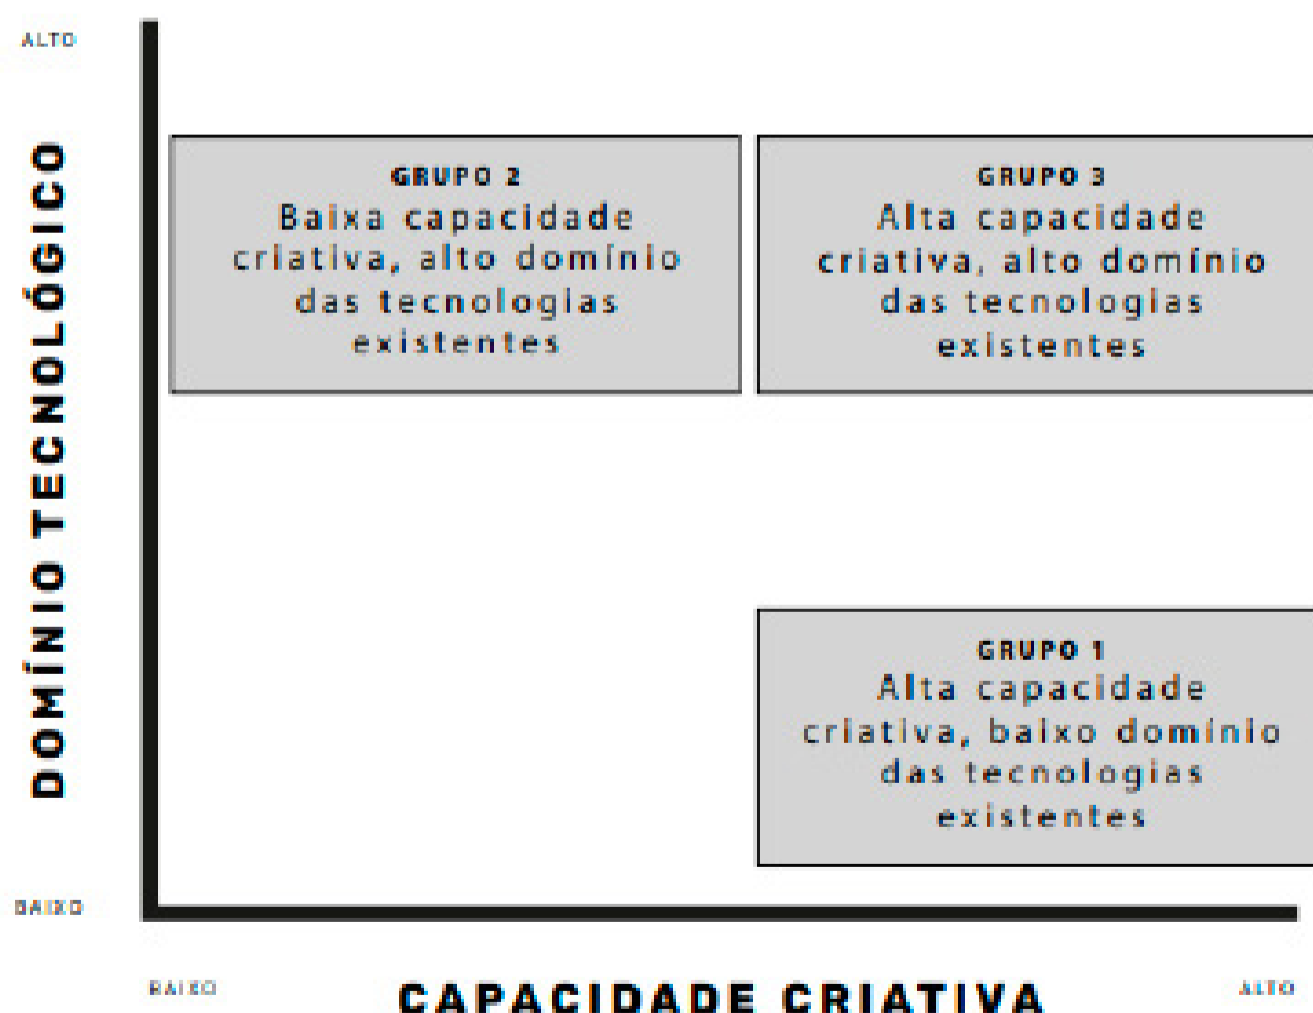 ALTO
DOMÍNIO TECNOLÓGICO
GRUPO 2
Baixa capacidade
criativa, alto domínio
das tecnologias
existentes
GRUPO 3
Alta capacidade
criativa, alto domínio
das tecnologias
existentes
GRUPO 1
Alta capacidade
criativa, baixo domínio
das tecnologias
existentes
BAIXO
BAIXO
CAPACIDADE CRIATIVA
ALTO